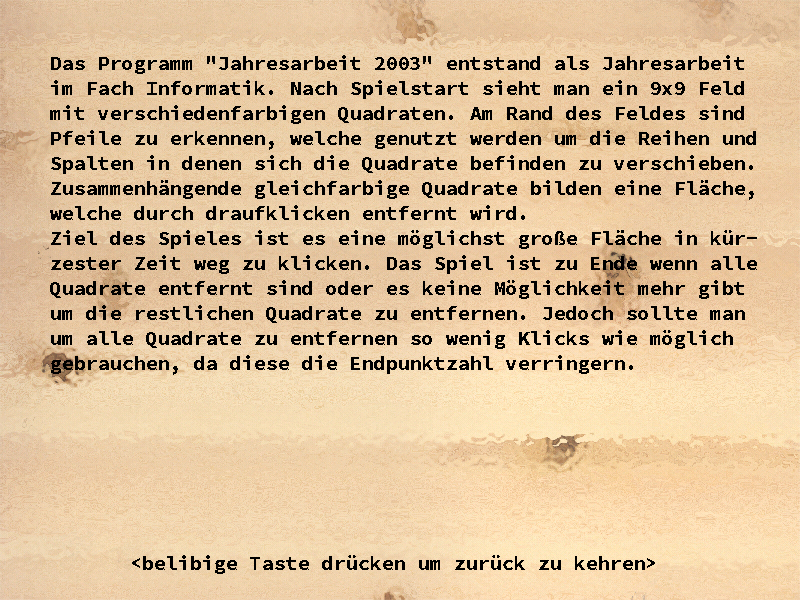 Das Programm "Jahresarbeit 2003" entstand als Jahresarbeit
im Fach Informatik. Nach Spielstart sieht man ein 9x9 Feld
mit verschiedenfarbigen Quadraten. Am Rand des Feldes sind
Pfeile zu erkennen, welche genutzt werden um die Reihen und
Spalten in denen sich die Quadrate befinden zu verschieben.
Zusammenhängende gleichfarbige Quadrate bilden eine Fläche,
welche durch draufklicken entfernt wird.
Ziel des Spieles ist es eine möglichst große Fläche in kür-
zester Zeit weg zu klicken. Das Spiel ist zu Ende wenn alle
Quadrate entfernt sind oder es keine Möglichkeit mehr gibt
um die restlichen Quadrate zu entfernen. Jedoch sollte man
um alle Quadrate zu entfernen so wenig Klicks wie möglich
gebrauchen, da diese die Endpunktzahl verringern.
<belibige Taste drücken um zurück zu kehren>